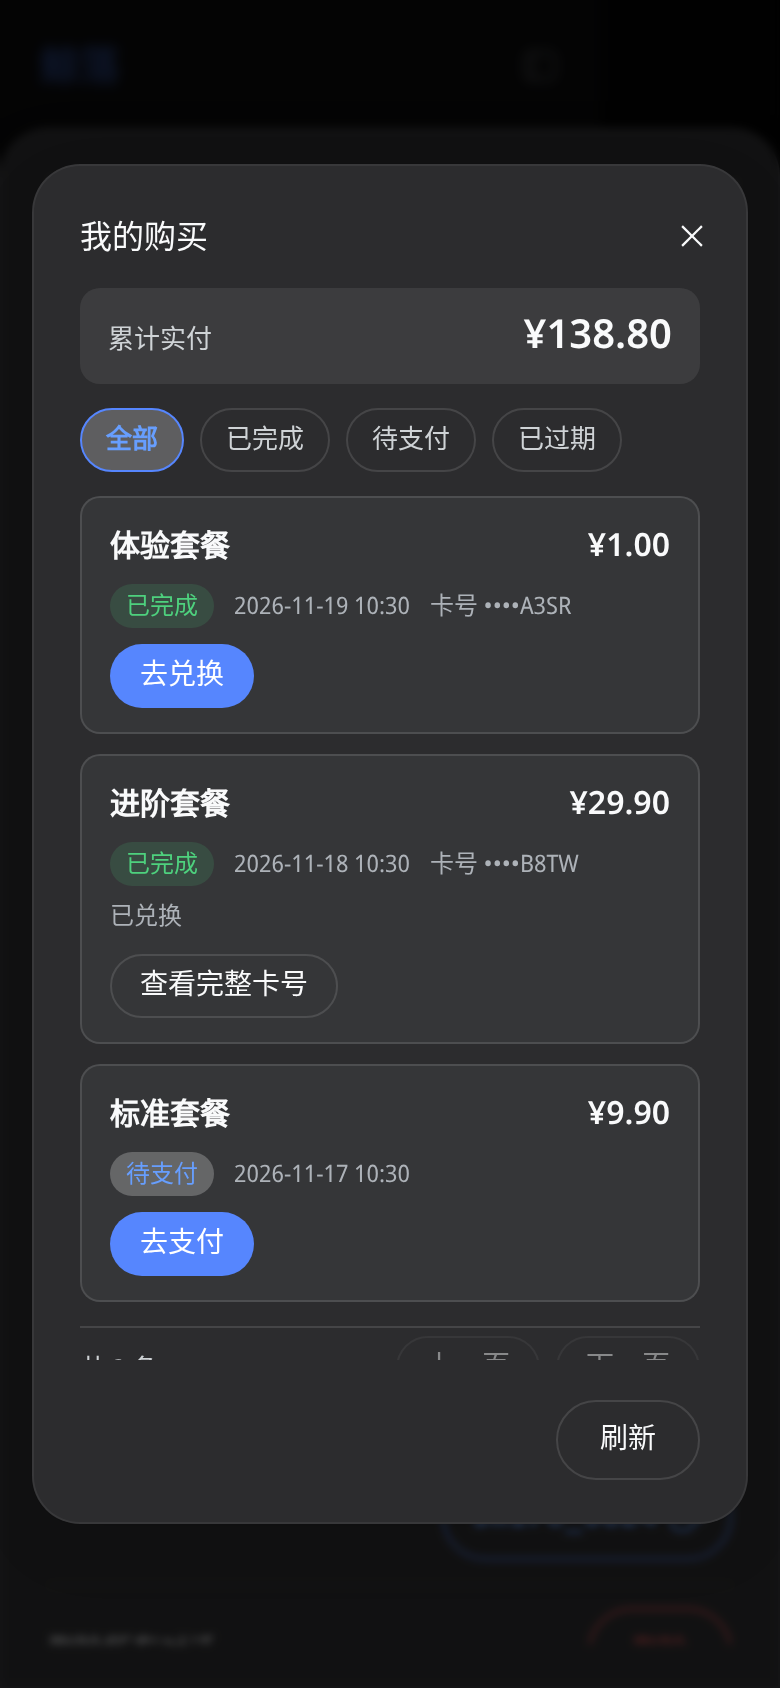 我的购买
累计实付 ¥138.80
全部 已完成 待支付 已过期
体验套餐 ¥1.00
已完成 2026-11-19 10:30 卡号 ••••A3SR
去兑换
进阶套餐 ¥29.90
已完成 2026-11-18 10:30 卡号 ••••B8TW
已兑换
查看完整卡号
标准套餐 ¥9.90
待支付 2026-11-17 10:30
去支付
刷新